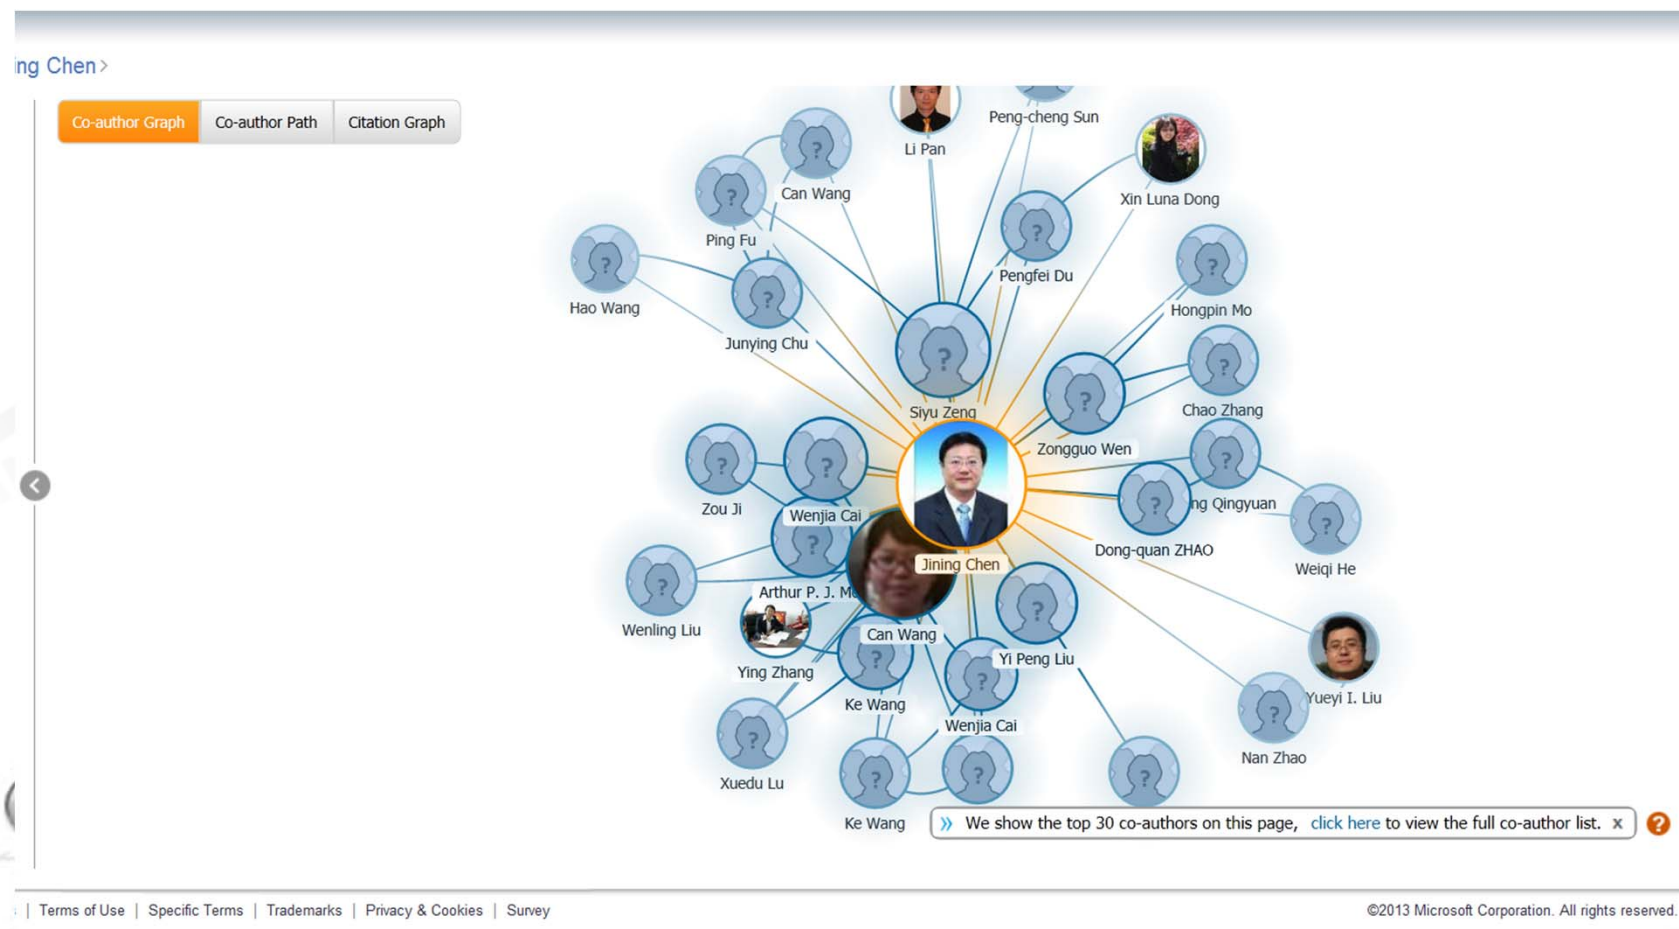 ing Chen>
Co-author Graph
Co-author Path
Citation Graph
Peng-cheng Sun
Li Pan
Can Wang
Xin Luna Dong
Ping Fu
Pengfei Du
Hao Wang
Hongpin Mo
Junying Chu
Siyu Zeng
Chao Zhang
Zongguo Wen
Zou Ji
Wenjia Cai
ng Qingyuan
Dong-quan ZHAO
Jining Chen
Weiqi He
Arthur P. J. M
Wenling Liu
Can Wang
Yi Peng Liu
Ying Zhang
Yueyi I. Liu
Ke Wang
Wenjia Cai
Nan Zhao
Xuedu Lu
Ke Wang
» We show the top 30 co-authors on this page, click here to view the full co-author list. x ?
| Terms of Use | Specific Terms | Trademarks | Privacy & Cookies | Survey
©2013 Microsoft Corporation. All rights reserved.